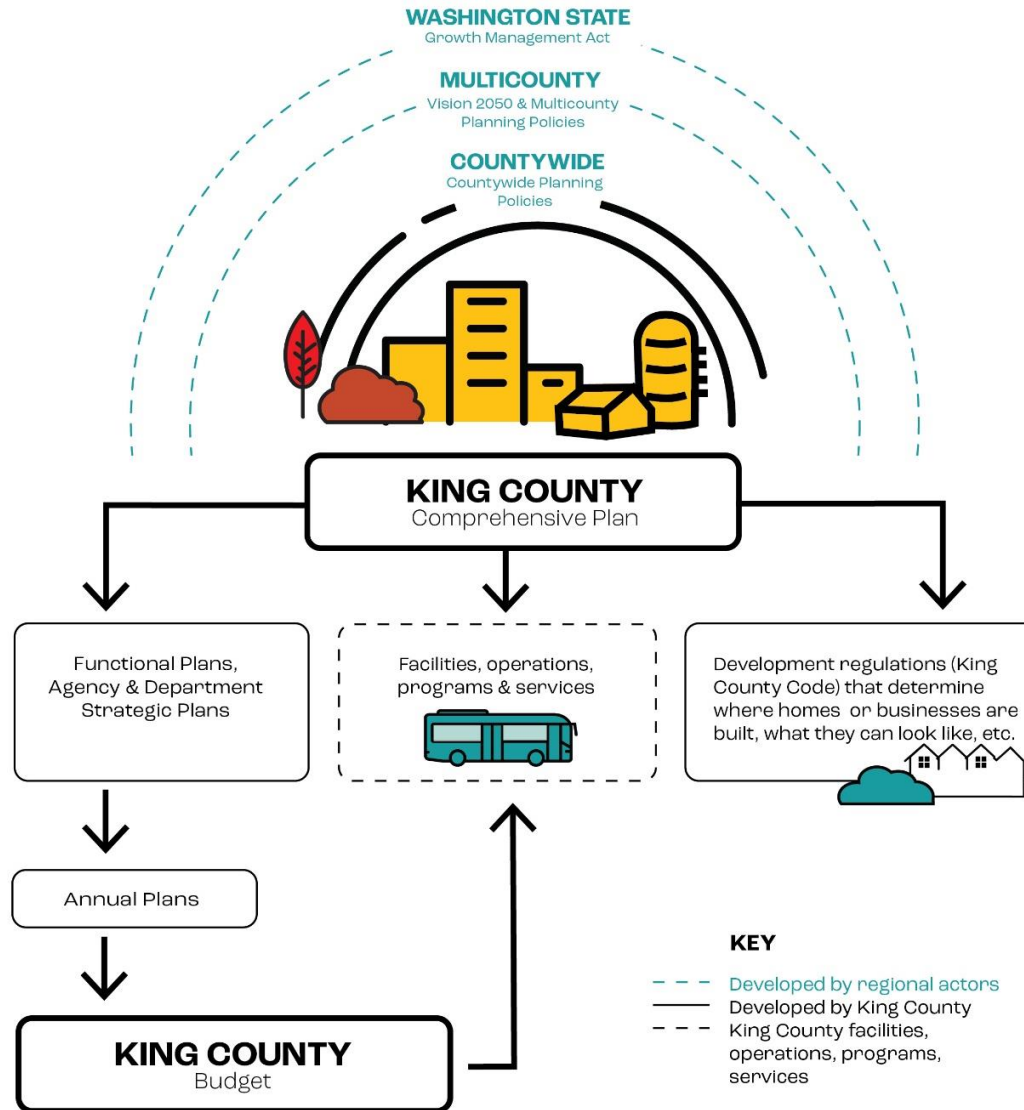 WASHINGTON STATE
Growth Management Act
MULTICOUNTY
Vision 2050 & Multicounty
Planning Policies
COUNTYWIDE
Countywide Planning
Policies
KING COUNTY
Comprehensive Plan
Functional Plans,
Agency & Department
Strategic Plans
Facilities, operations,
programs & services
Development regulations (King
County Code) that determine
where homes or businesses are
built, what they can look like, etc.
Annual Plans
KING COUNTY
Budget
KEY
Developed by regional actors
Developed by King County
King County facilities,
operations, programs,
services